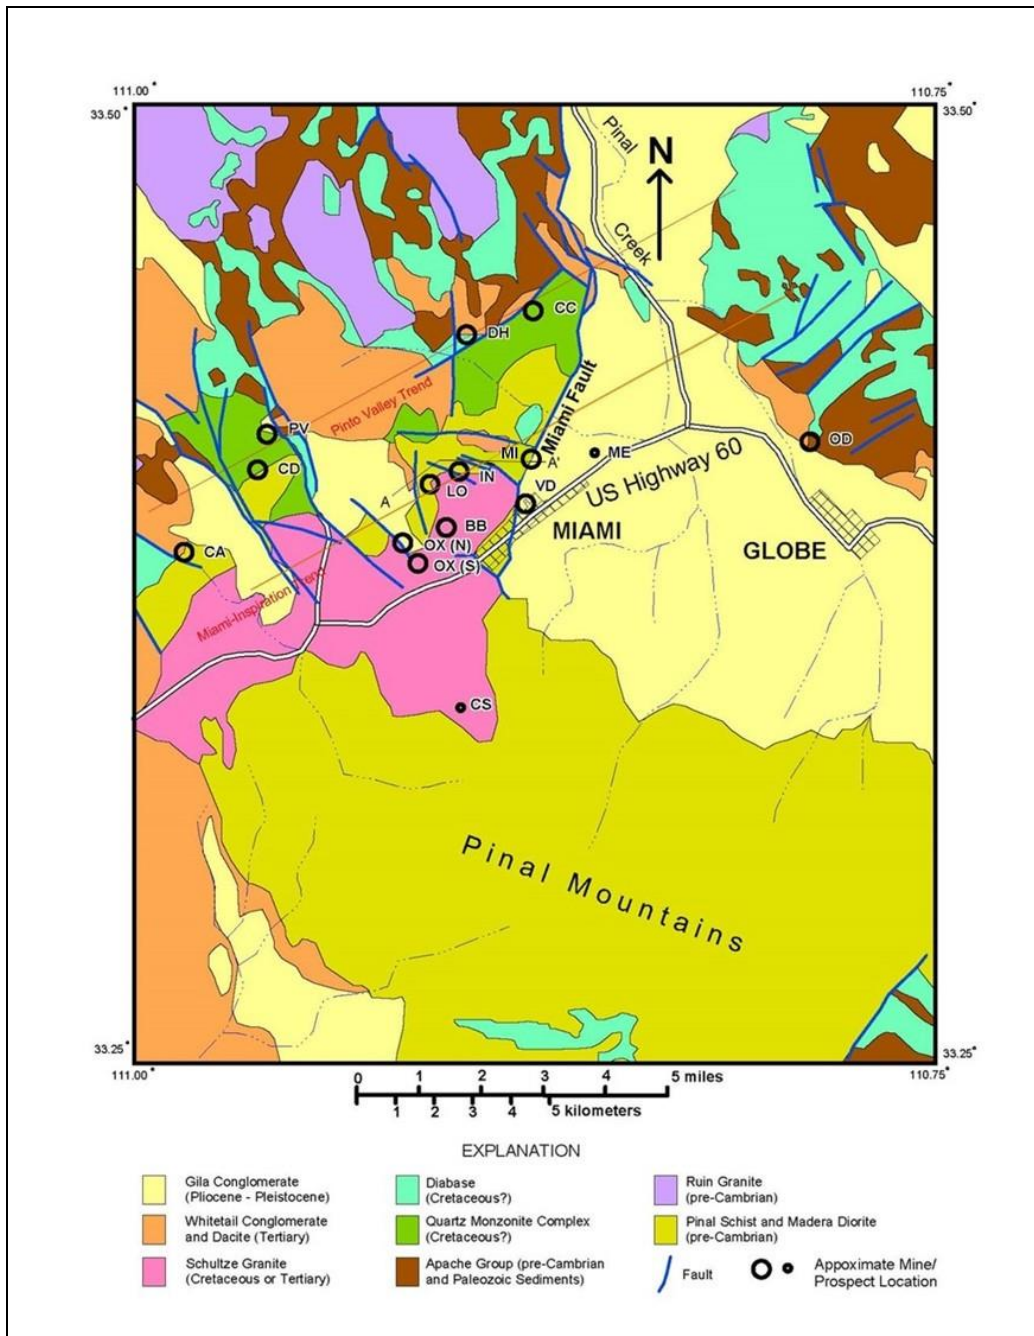 111.00°
110.75°
33.50°
33.50°
Pinal
Creek
N
CC
DH
Pinto Valley Trend
Miami Fault
PV
CD
MI
A'
ME
OD
IN
LO
A
VD
US Highway 60
BB
MIAMI
GLOBE
OX (N)
OX (S)
CA
Miami-Inspiration Trend
CS
Pinal Mountains
33.25°
33.25°
111.00°
110.75°
0 1 2 3 4 5 miles
1 2 3 4 5 kilometers
EXPLANATION
Gila Conglomerate
(Pliocene - Pleistocene)
Whitetail Conglomerate
and Dacite (Tertiary)
Schultze Granite
(Cretaceous or Tertiary)
Diabase
(Cretaceous?)
Quartz Monzonite Complex
(Cretaceous?)
Apache Group (pre-Cambrian
and Paleozoic Sediments)
Ruin Granite
(pre-Cambrian)
Pinal Schist and Madera Diorite
(pre-Cambrian)
Fault
Appoximate Mine/
Prospect Location